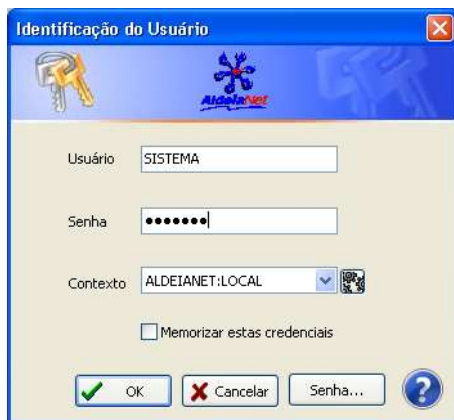 Identificação do Usuário
AldeiaNet
Usuário SISTEMA
Senha •••••••
Contexto ALDEIANET:LOCAL
Memorizar estas credenciais
OK Cancelar Senha...